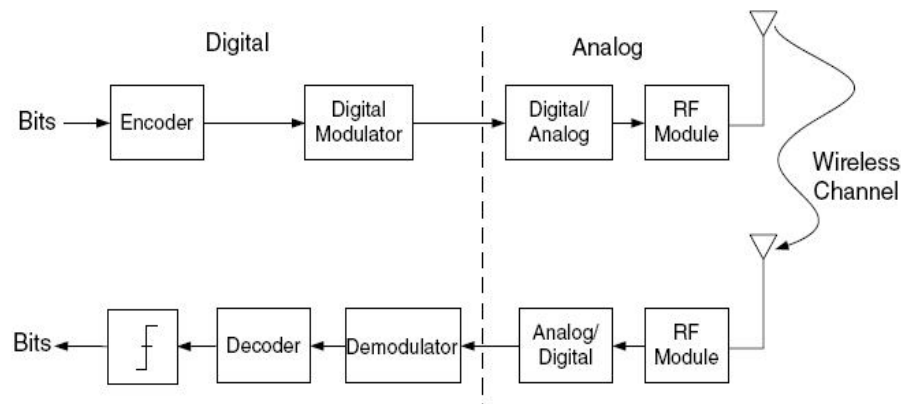 Digital
Analog
Bits
Encoder
Digital
Modulator
Digital/
Analog
RF
Module
Wireless
Channel
Bits
Decoder
Demodulator
Analog/
Digital
RF
Module